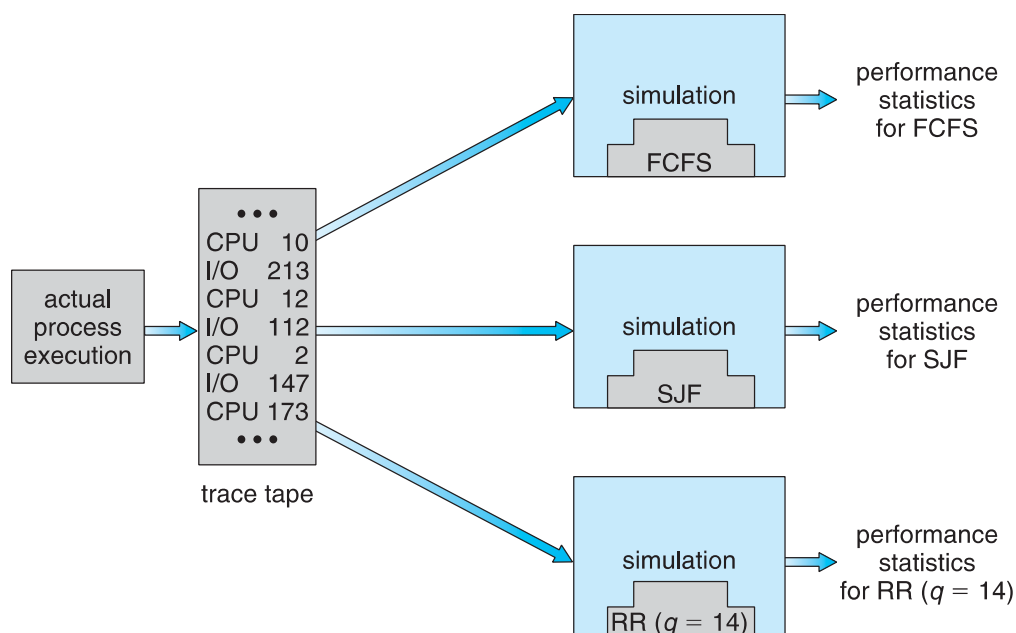 actual
process
execution
• • •
CPU 10
I/O 213
CPU 12
I/O 112
CPU 2
I/O 147
CPU 173
• • •
trace tape
simulation
FCFS
performance
statistics
for FCFS
simulation
SJF
performance
statistics
for SJF
simulation
RR (q = 14)
performance
statistics
for RR (q = 14)